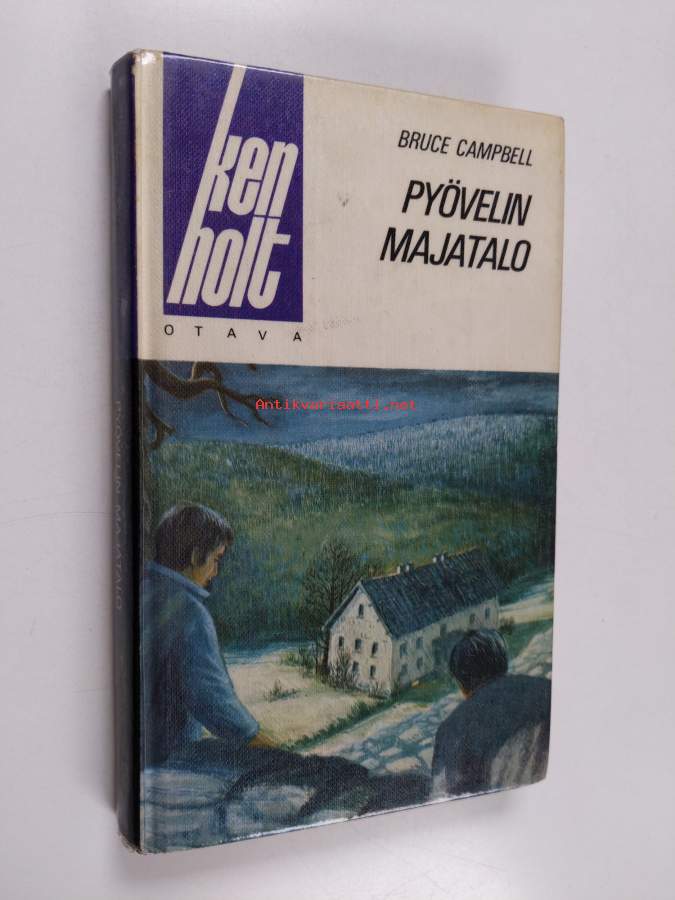 ken
holt
OTAVA
BRUCE CAMPBELL
PYÖVELIN
MAJATALO
Antikvariaatti.net
PYÖVELIN MAJATALO